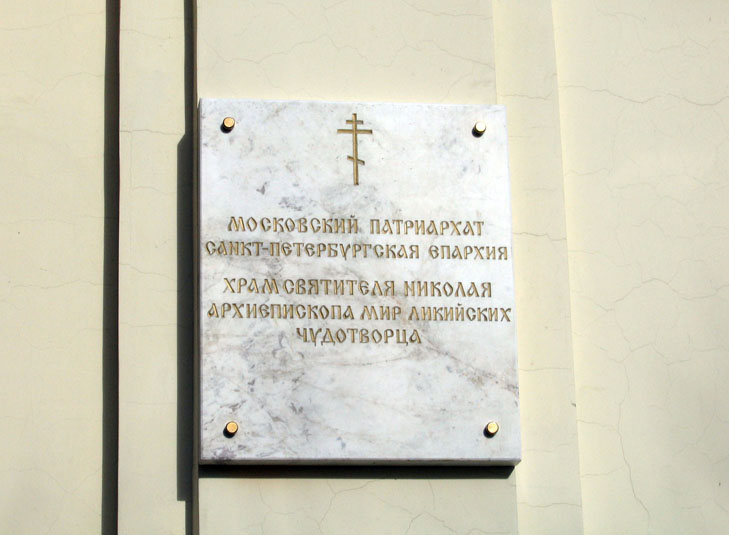 МОСКОВСКИЙ ПАТРИАРХАТ
САНКТ-ПЕТЕРБУРГСКАЯ ЕПАРХИЯ
ХРАМ СВЯТИТЕЛЯ НИКОЛАЯ
АРХИЕПИСКОПА МИР ЛИКИЙСКИХ
ЧУДОТВОРЦА